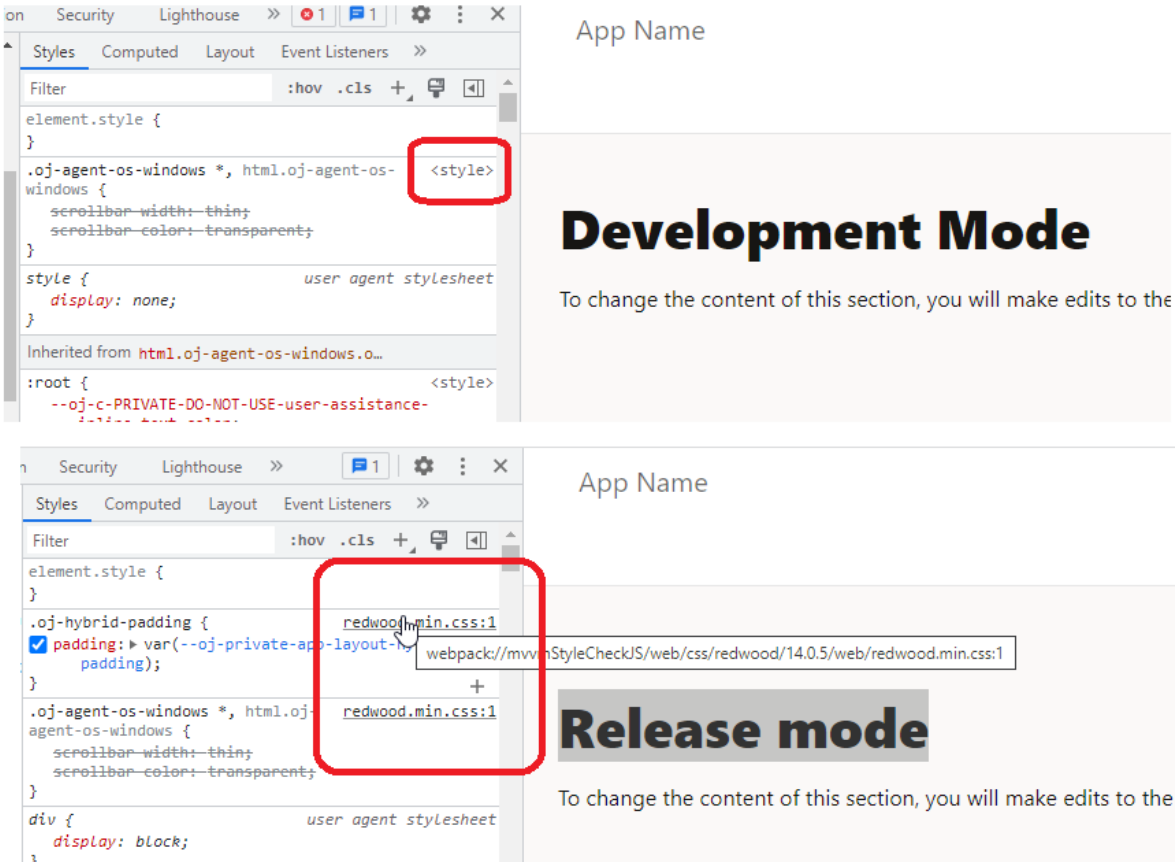 on Security Lighthouse » 1 1
App Name
Styles Computed Layout Event Listeners »
Filter :hov .cls +
element.style {
}
.oj-agent-os-windows *, html.oj-agent-os- <style>
windows {
scrollbar-width: thin;
scrollbar-color: transparent;
}
style { user agent stylesheet
display: none;
}
Inherited from html.oj-agent-os-windows.o…
:root { <style>
--oj-c-PRIVATE-DO-NOT-USE-user-assistance-
Development Mode
To change the content of this section, you will make edits to the
Security Lighthouse » 1
App Name
Styles Computed Layout Event Listeners »
Filter :hov .cls +
element.style {
}
.oj-hybrid-padding { redwood.min.css:1
padding: var(--oj-private-app-layout-
padding);
}
webpack://mvvmStyleCheckJS/web/css/redwood/14.0.5/web/redwood.min.css:1
+
.oj-agent-os-windows *, html.oj- redwood.min.css:1
agent-os-windows {
scrollbar-width: thin;
scrollbar-color: transparent;
}
div { user agent stylesheet
display: block;
}
Release mode
To change the content of this section, you will make edits to the